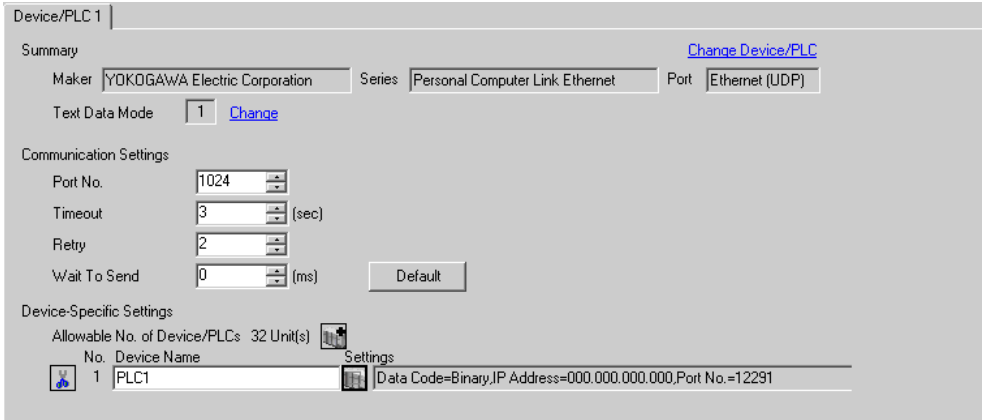 Device/PLC 1
Summary Change Device/PLC
Maker YOKOGAWA Electric Corporation Series Personal Computer Link Ethernet Port Ethernet (UDP)
Text Data Mode 1 Change
Communication Settings
Port No. 1024
Timeout 3 (sec)
Retry 2
Wait To Send 0 (ms) Default
Device-Specific Settings
Allowable No. of Device/PLCs 32 Unit(s)
No. Device Name Settings
1 PLC1 Data Code=Binary,IP Address=000.000.000.000,Port No.=12291